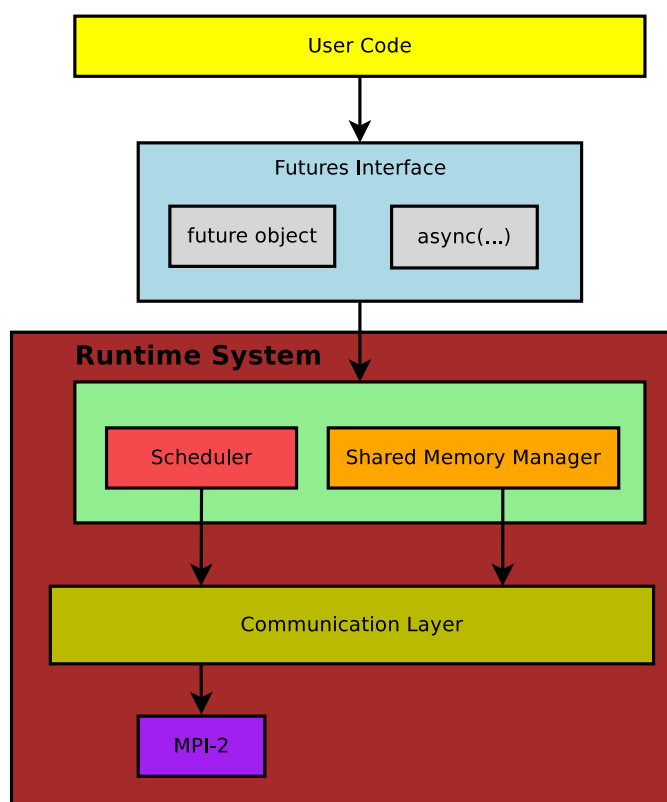 User Code
Futures Interface
future object
async(...)
Runtime System
Scheduler
Shared Memory Manager
Communication Layer
MPI-2